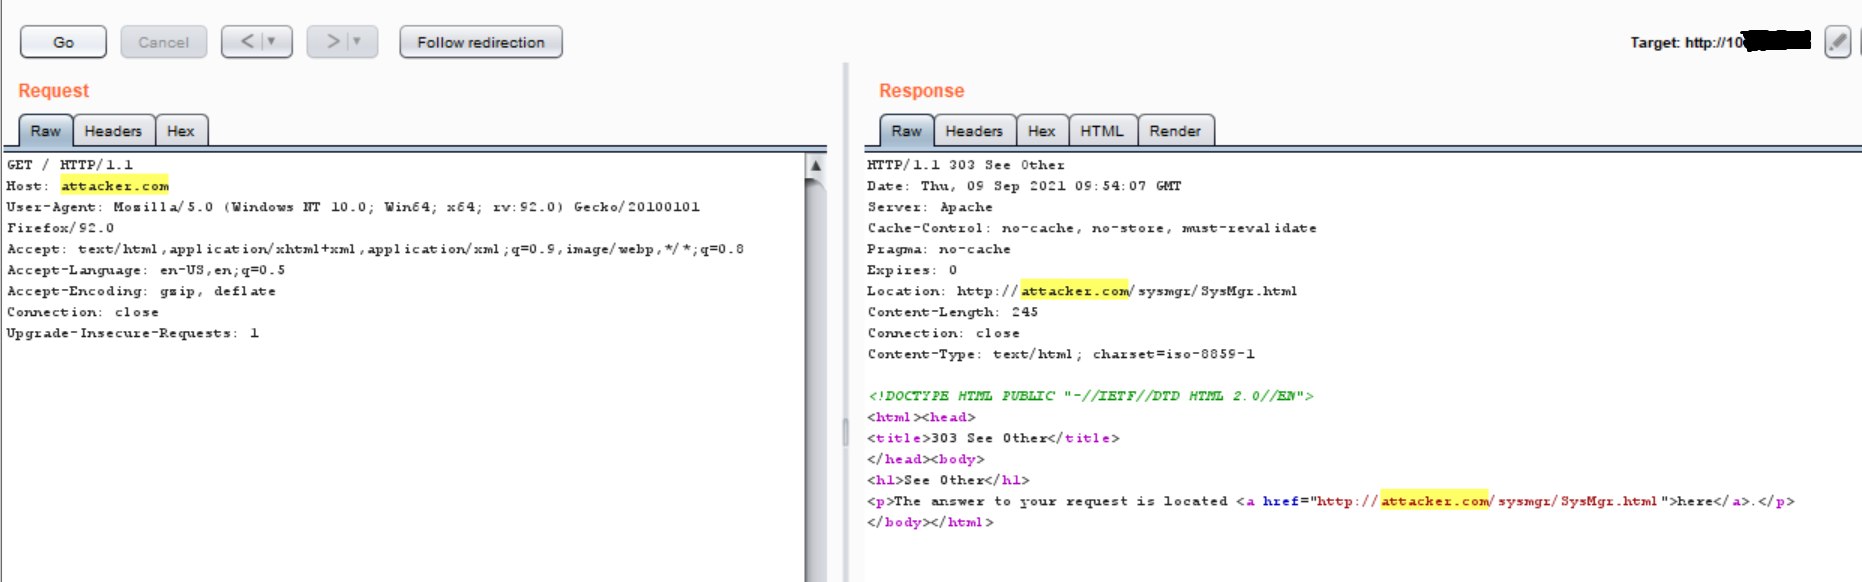 Go
Cancel
<
>
Follow redirection
Target: http://10
Request
Raw
Headers
Hex
GET / HTTP/1.1
Host: attacker.com
User-Agent: Mozilla/5.0 (Windows NT 10.0; Win64; x64; rv:92.0) Gecko/20100101
Firefox/92.0
Accept: text/html,application/xhtml+xml,application/xml;q=0.9,image/webp,*/*;q=0.8
Accept-Language: en-US,en;q=0.5
Accept-Encoding: gzip, deflate
Connection: close
Upgrade-Insecure-Requests: 1
Response
Raw
Headers
Hex
HTML
Render
HTTP/1.1 303 See Other
Date: Thu, 09 Sep 2021 09:54:07 GMT
Server: Apache
Cache-Control: no-cache, no-store, must-revalidate
Pragma: no-cache
Expires: 0
Location: http://attacker.com/sysmgr/SysMgr.html
Content-Length: 245
Connection: close
Content-Type: text/html; charset=iso-8859-1
<!DOCTYPE HTML PUBLIC "-//IETF//DTD HTML 2.0//EN">
<html><head>
<title>303 See Other</title>
</head><body>
<h1>See Other</h1>
<p>The answer to your request is located <a href="http://attacker.com/sysmgr/SysMgr.html">here</a>.</p>
</body></html>